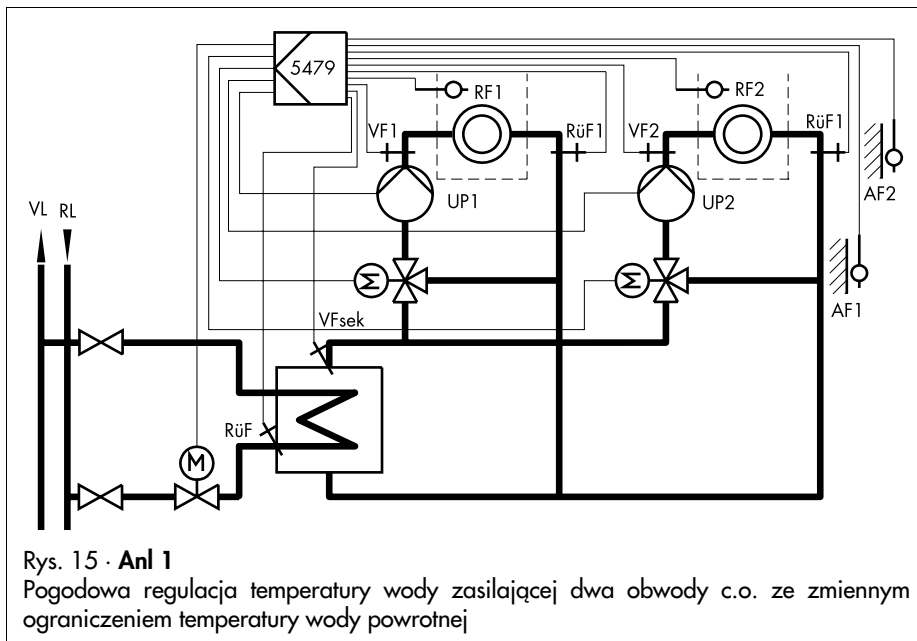 5479
RF1
RF2
VF1
RüF1
VF2
RüF1
UP1
UP2
AF2
VL RL
M
M
AF1
VFsek
RüF
M
Rys. 15 · Anl 1
Pogodowa regulacja temperatury wody zasilającej dwa obwody c.o. ze zmiennym
ograniczeniem temperatury wody powrotnej